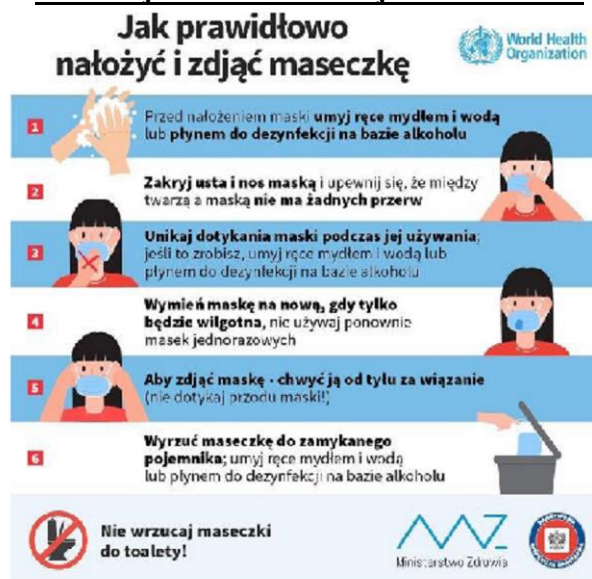 Jak prawidłowo
nałożyć i zdjąć maseczkę
World Health
Organization
1
Przed nałożeniem maski umyj ręce mydłem i wodą
lub płynem do dezynfekcji na bazie alkoholu
2
Zakryj usta i nos maską i upewnij się, że między
twarzą a maską nie ma żadnych przerw
3
Unikaj dotykania maski podczas jej używania;
jeśli to zrobisz, umyj ręce mydłem i wodą lub
płynem do dezynfekcji na bazie alkoholu
4
Wymień maskę na nową, gdy tylko
będzie wilgotna, nie używaj ponownie
masek jednorazowych
5
Aby zdjąć maskę - chwyć ją od tyłu za wiązanie
(nie dotykaj przodu maski!)
6
Wyrzuć maseczkę do zamykanego
pojemnika; umyj ręce mydłem i wodą
lub płynem do dezynfekcji na bazie alkoholu
Nie wrzucaj maseczki
do toalety!
Ministerstwo Zdrowia